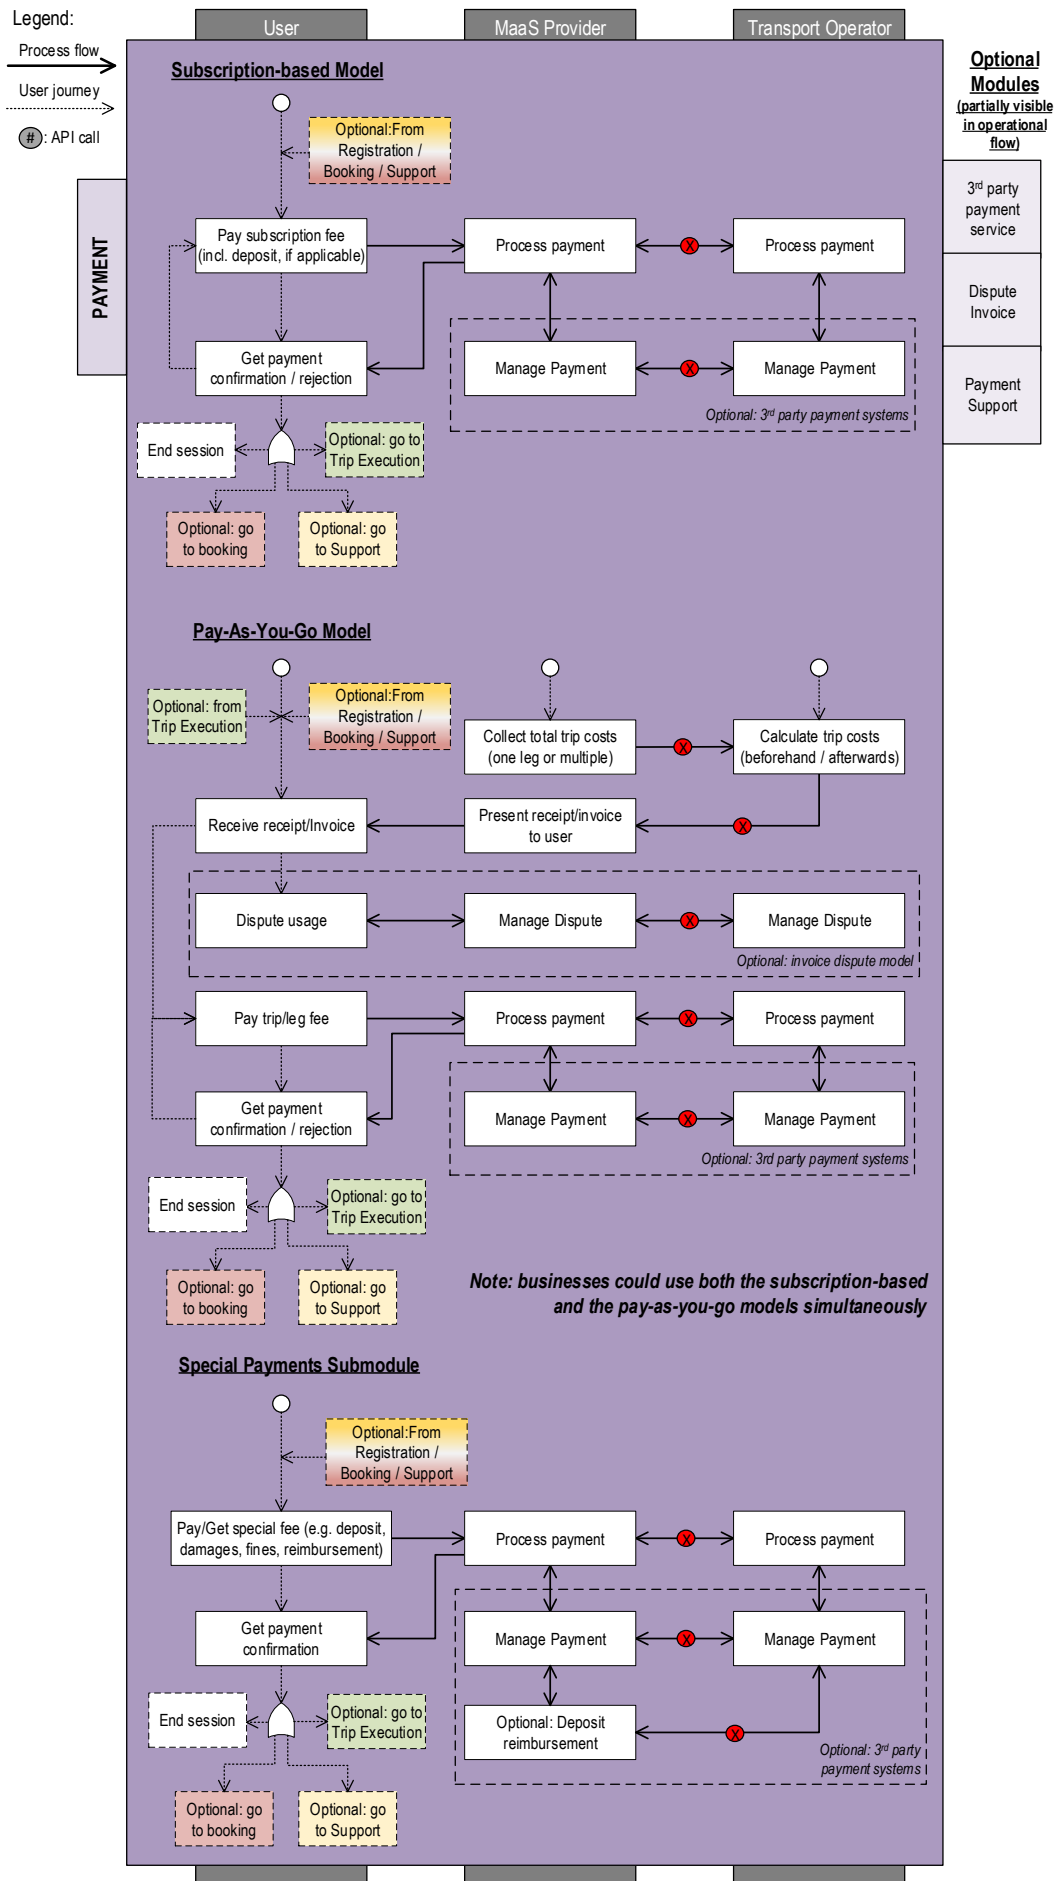 Legend:
Process flow
User journey
#: API call
User
MaaS Provider
Transport Operator
PAYMENT
Optional
Modules
(partially visible
in operational
flow)
3rd party
payment
service
Dispute
Invoice
Payment
Support
Subscription-based Model
Optional:From
Registration /
Booking / Support
Pay subscription fee
(incl. deposit, if applicable)
Process payment
X
Process payment
Get payment
confirmation / rejection
Manage Payment
X
Manage Payment
Optional: 3rd party payment systems
End session
Optional: go to
Trip Execution
Optional: go
to booking
Optional: go
to Support
Pay-As-You-Go Model
Optional: from
Trip Execution
Optional:From
Registration /
Booking / Support
Collect total trip costs
(one leg or multiple)
X
Calculate trip costs
(beforehand / afterwards)
Receive receipt/Invoice
Present receipt/invoice
to user
X
Dispute usage
Manage Dispute
X
Manage Dispute
Optional: invoice dispute model
Pay trip/leg fee
Process payment
X
Process payment
Get payment
confirmation / rejection
Manage Payment
X
Manage Payment
Optional: 3rd party payment systems
End session
Optional: go to
Trip Execution
Optional: go
to booking
Optional: go
to Support
Note: businesses could use both the subscription-based
and the pay-as-you-go models simultaneously
Special Payments Submodule
Optional:From
Registration /
Booking / Support
Pay/Get special fee (e.g. deposit,
damages, fines, reimbursement)
Process payment
X
Process payment
Get payment
confirmation
Manage Payment
X
Manage Payment
Optional: Deposit
reimbursement
X
Optional: 3rd party
payment systems
End session
Optional: go to
Trip Execution
Optional: go
to booking
Optional: go
to Support